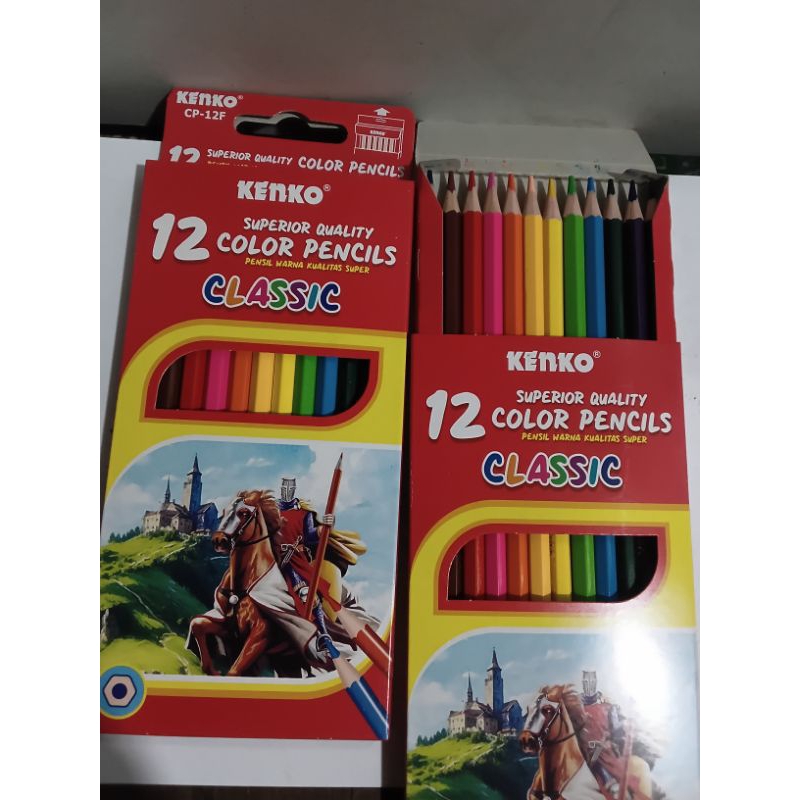 KENKO®
CP-12F
KENKO
12 SUPERIOR QUALITY COLOR PENCILS
KENKO®
12 SUPERIOR QUALITY
COLOR PENCILS
PENSIL WARNA KUALITAS SUPER
CLASSIC
KENKO®
12 SUPERIOR QUALITY
COLOR PENCILS
PENSIL WARNA KUALITAS SUPER
CLASSIC